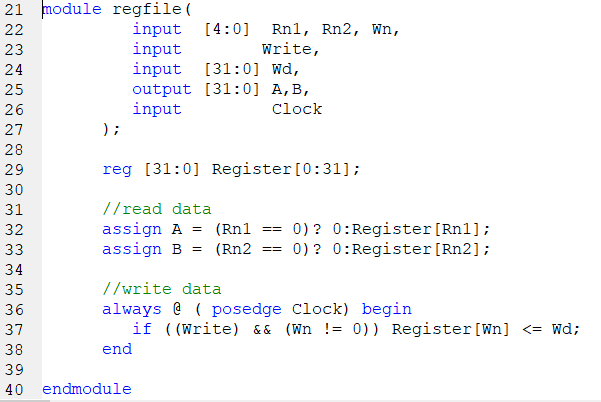 21 module regfile(
22          input  [4:0]  Rn1, Rn2, Wn,
23          input        Write,
24          input  [31:0] Wd,
25          output [31:0] A,B,
26          input         Clock
27       );
28
29       reg [31:0] Register[0:31];
30
31       //read data
32       assign A = (Rn1 == 0)? 0:Register[Rn1];
33       assign B = (Rn2 == 0)? 0:Register[Rn2];
34
35       //write data
36       always @ ( posedge Clock) begin
37          if ((Write) && (Wn != 0)) Register[Wn] <= Wd;
38       end
39
40 endmodule